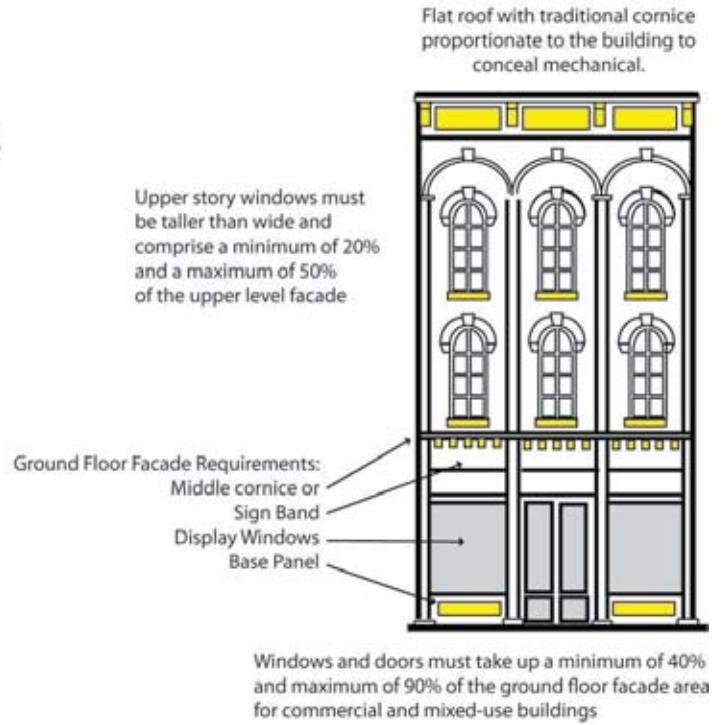 Flat roof with traditional cornice
proportionate to the building to
conceal mechanical.
Upper story windows must
be taller than wide and
comprise a minimum of 20%
and a maximum of 50%
of the upper level facade
Ground Floor Facade Requirements:
Middle cornice or
Sign Band
Display Windows
Base Panel
Windows and doors must take up a minimum of 40%
and maximum of 90% of the ground floor facade area
for commercial and mixed-use buildings